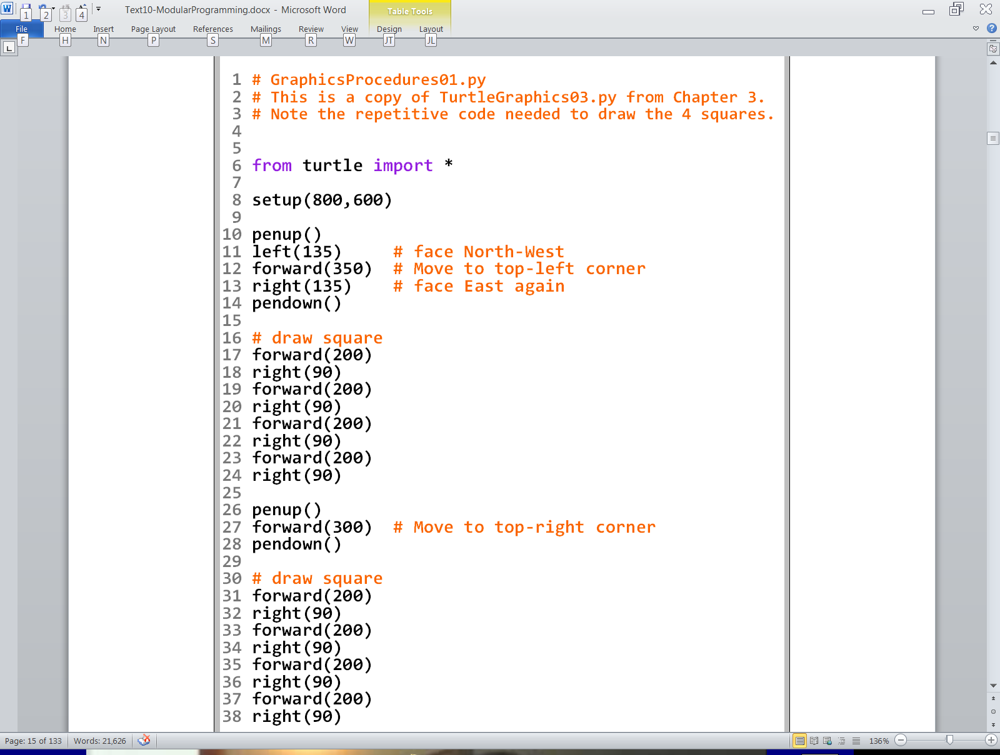 Text10-ModularProgramming.docx - Microsoft Word
Table Tools
1 2 3 4
File Home Insert Page Layout References Mailings Review View Design Layout
F H N P S M R W JT JL
1 # GraphicsProcedures01.py
2 # This is a copy of TurtleGraphics03.py from Chapter 3.
3 # Note the repetitive code needed to draw the 4 squares.
4
5
6 from turtle import *
7
8 setup(800,600)
9
10 penup()
11 left(135) # face North-West
12 forward(350) # Move to top-left corner
13 right(135) # face East again
14 pendown()
15
16 # draw square
17 forward(200)
18 right(90)
19 forward(200)
20 right(90)
21 forward(200)
22 right(90)
23 forward(200)
24 right(90)
25
26 penup()
27 forward(300) # Move to top-right corner
28 pendown()
29
30 # draw square
31 forward(200)
32 right(90)
33 forward(200)
34 right(90)
35 forward(200)
36 right(90)
37 forward(200)
38 right(90)
Page: 15 of 133 Words: 21,626 136%